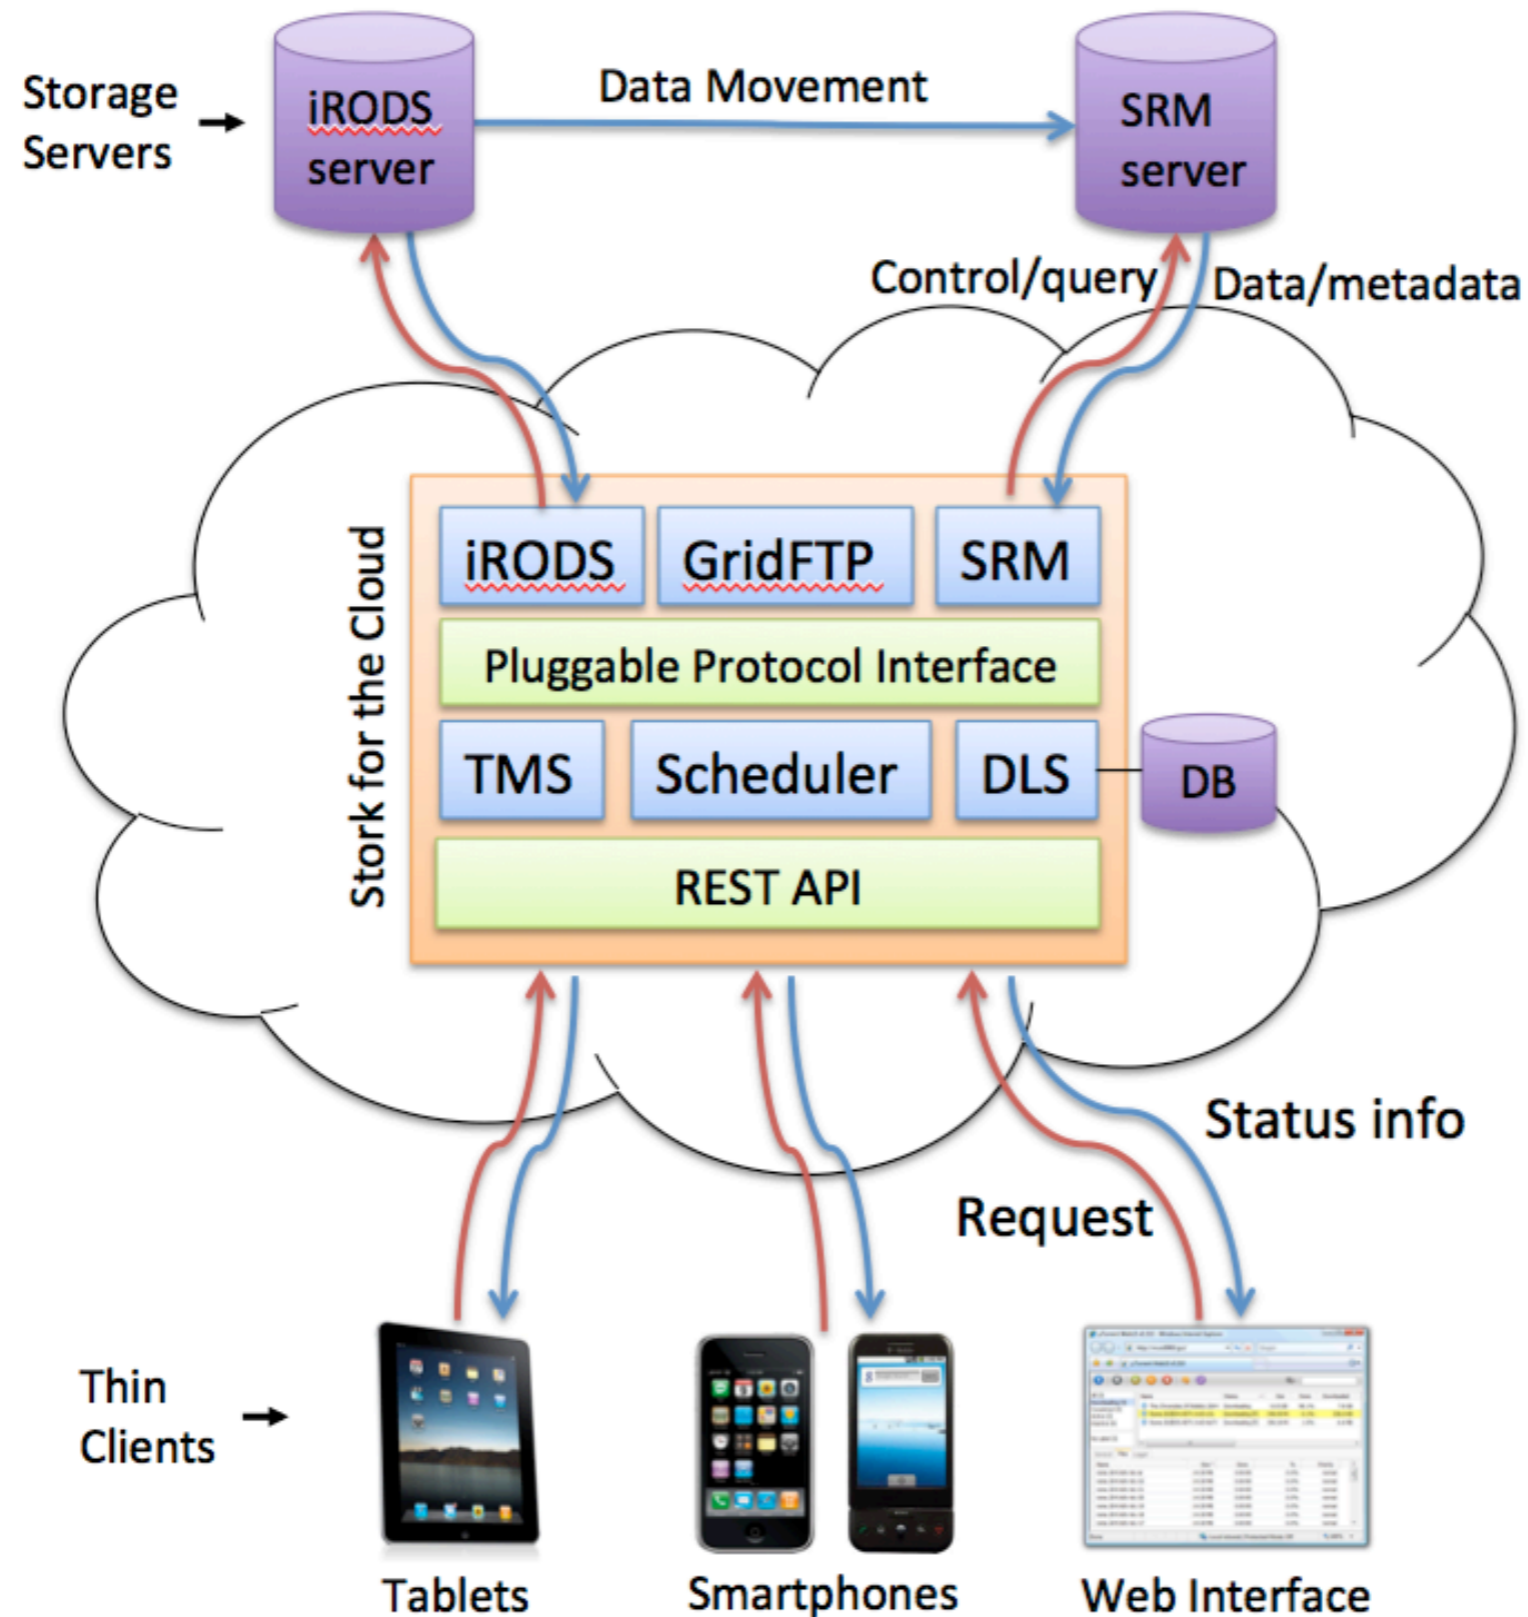 Storage
Servers
iRODS
server
Data Movement
SRM
server
Control/query
Data/metadata
Stork for the Cloud
iRODS
GridFTP
SRM
Pluggable Protocol Interface
TMS
Scheduler
DLS
DB
REST API
Status info
Request
Thin
Clients
Tablets
Smartphones
Web Interface